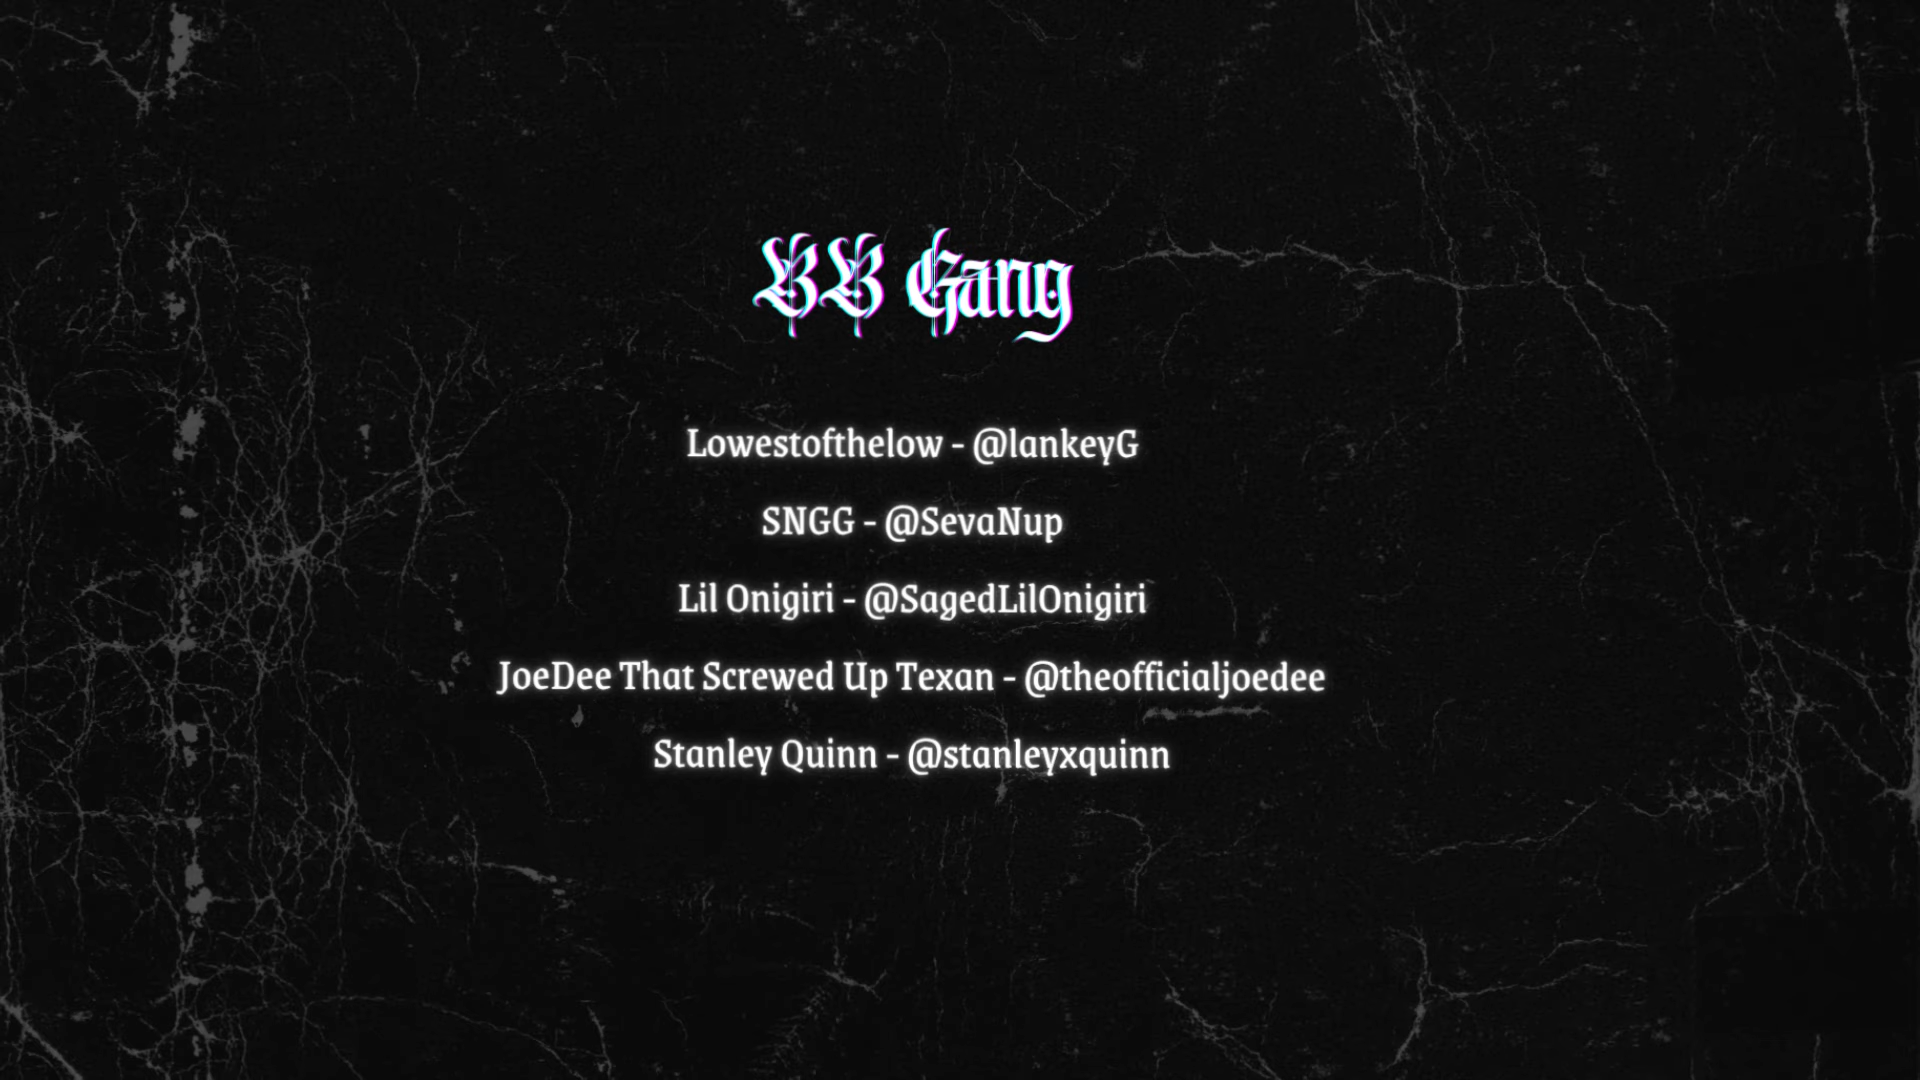 BB Gang
Lowestofthelow - @lankeyG
SNGG - @SevaNup
Lil Onigiri - @SagedLilOnigiri
JoeDee That Screwed Up Texan - @theofficialjoedee
Stanley Quinn - @stanleyxquinn